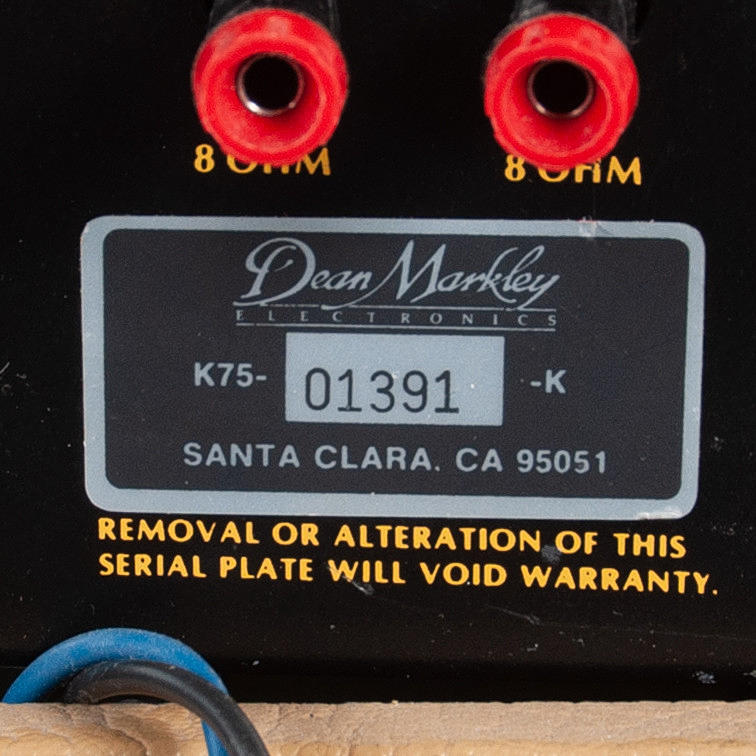 8 OHM
8 OHM
Dean Markley
ELECTRONICS
K75- 01391 -K
SANTA CLARA. CA 95051
REMOVAL OR ALTERATION OF THIS
SERIAL PLATE WILL VOID WARRANTY.